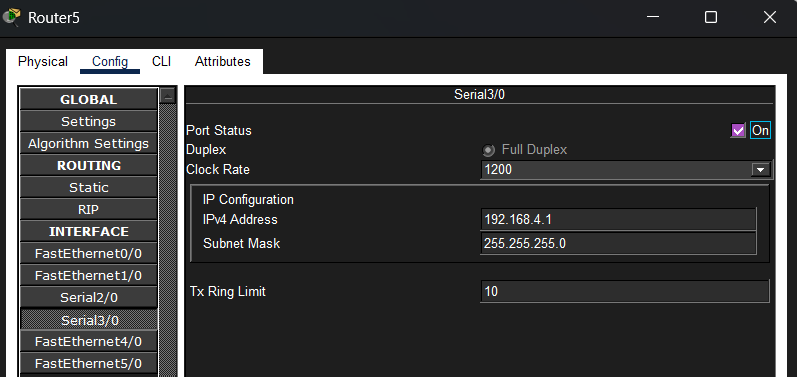 Router5
Physical Config CLI Attributes
GLOBAL
Settings
Algorithm Settings
ROUTING
Static
RIP
INTERFACE
FastEthernet0/0
FastEthernet1/0
Serial2/0
Serial3/0
FastEthernet4/0
FastEthernet5/0
Serial3/0
Port Status On
Duplex Full Duplex
Clock Rate 1200
IP Configuration
IPv4 Address 192.168.4.1
Subnet Mask 255.255.255.0
Tx Ring Limit 10